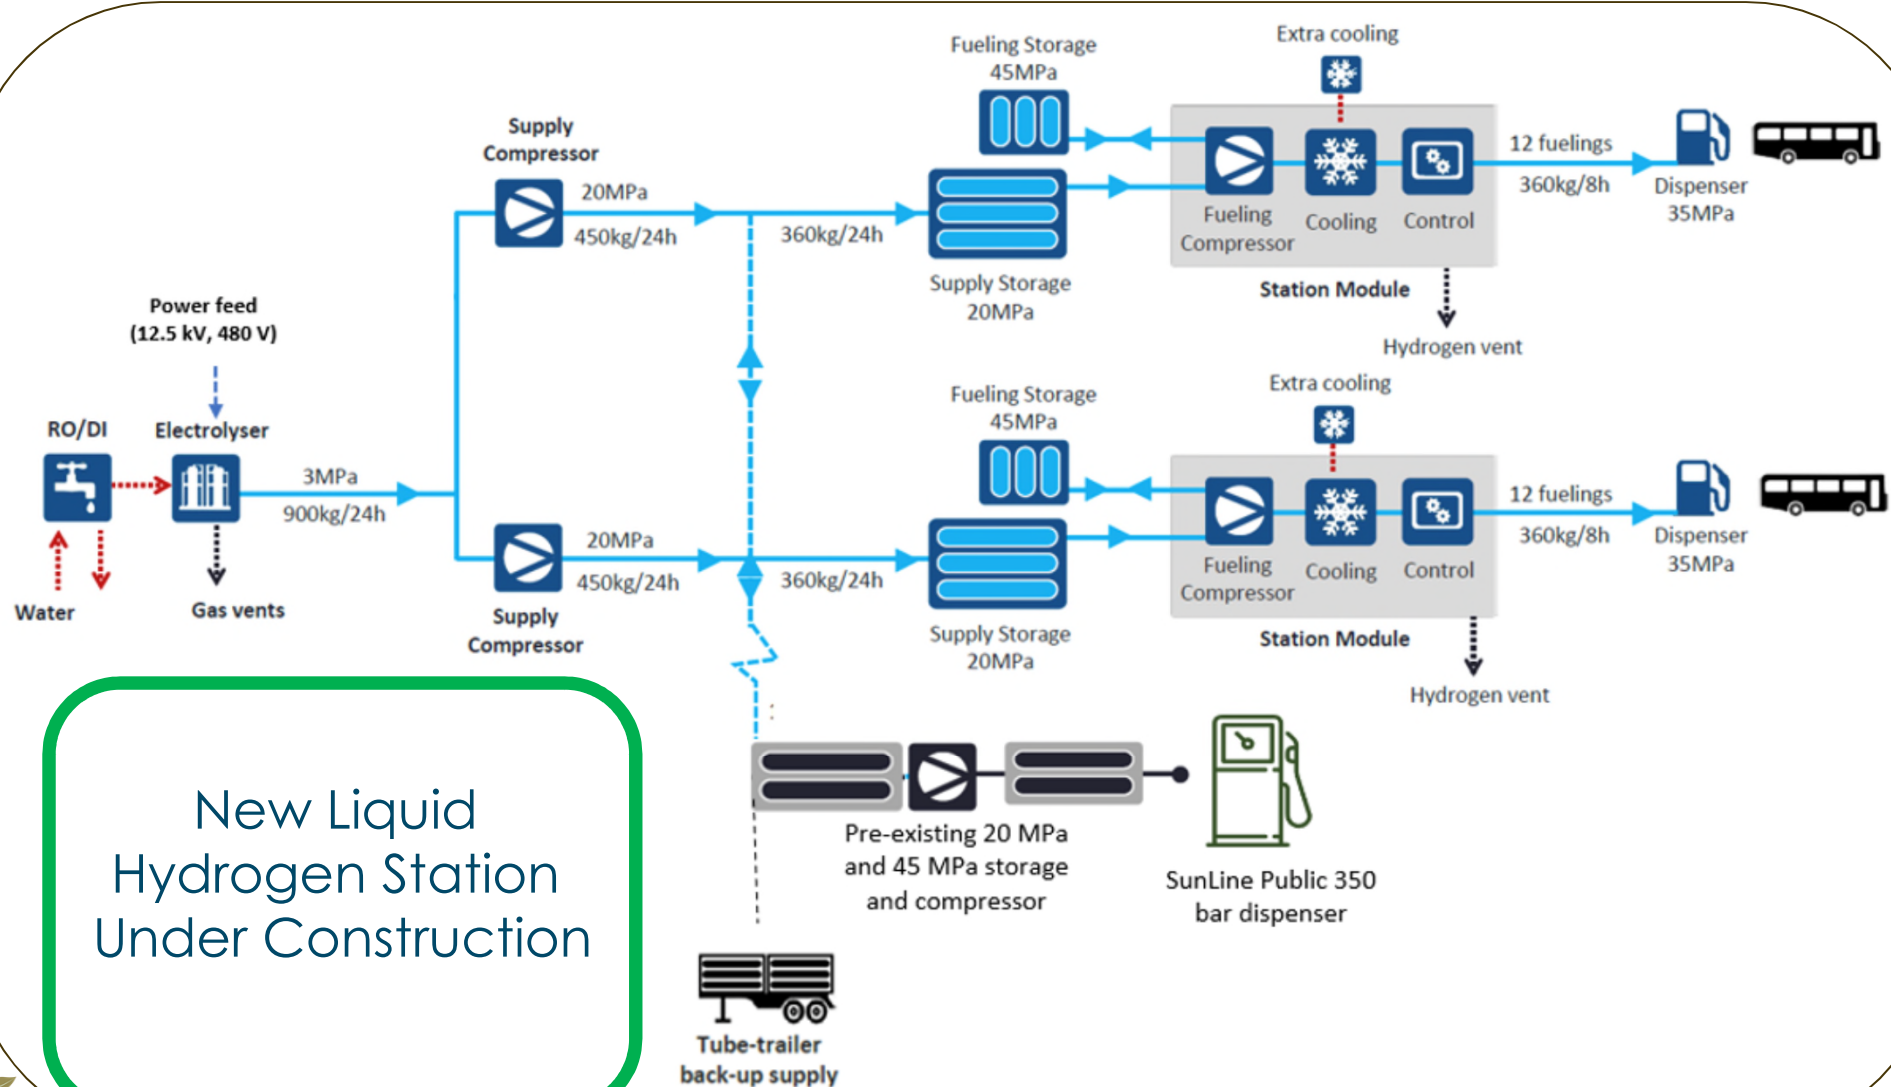 Extra cooling
Fueling Storage
45MPa
Supply
Compressor
20MPa
450kg/24h
360kg/24h
Supply Storage
20MPa
Fueling
Compressor
Cooling
Control
Station Module
Hydrogen vent
12 fuelings
360kg/8h
Dispenser
35MPa
Power feed
(12.5 kV, 480 V)
RO/DI
Electrolyser
3MPa
900kg/24h
Water
Gas vents
Extra cooling
Fueling Storage
45MPa
20MPa
450kg/24h
Supply
Compressor
360kg/24h
Supply Storage
20MPa
Fueling
Compressor
Cooling
Control
Station Module
Hydrogen vent
12 fuelings
360kg/8h
Dispenser
35MPa
New Liquid
Hydrogen Station
Under Construction
Pre-existing 20 MPa
and 45 MPa storage
and compressor
SunLine Public 350
bar dispenser
Tube-trailer
back-up supply